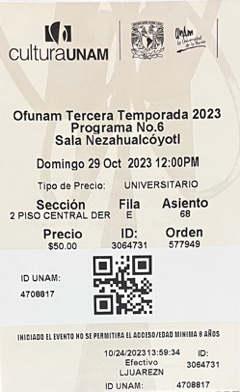 culturaUNAM
Ofunam Tercera Temporada 2023
Programa No.6
Sala Nezahualcóyotl
Domingo 29 Oct 2023 12:00PM
Tipo de Precio: UNIVERSITARIO
Sección Fila Asiento
2 PISO CENTRAL DER E 68
Precio ID: Orden
$50.00 3064731 577949
ID UNAM:
4708817
INICIADO EL EVENTO NO SE PERMITIRA EL ACCESO/EDAD MINIMA 8 AÑOS
10/24/2023 13:59:34 ID:
Efectivo 3064731
LJUAREZN
ID UNAM: 4708817